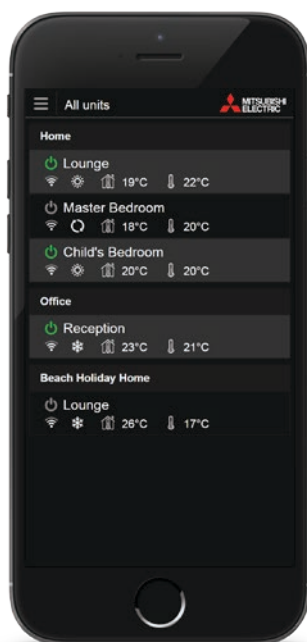 All units
MITSUBISHI
ELECTRIC
Home
Lounge
19°C 22°C
Master Bedroom
18°C 20°C
Child's Bedroom
20°C 20°C
Office
Reception
23°C 21°C
Beach Holiday Home
Lounge
26°C 17°C